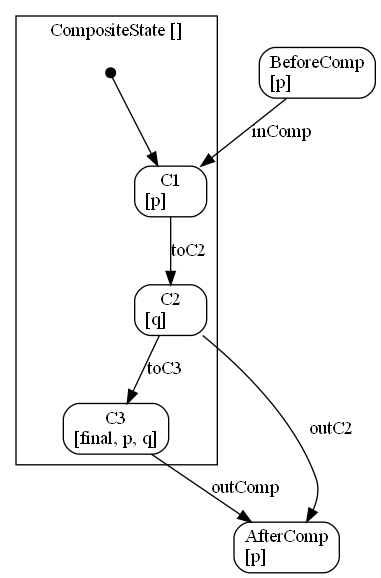 CompositeState []
BeforeComp
[p]
inComp
C1
[p]
toC2
C2
[q]
toC3
outC2
C3
[final, p, q]
outComp
AfterComp
[p]